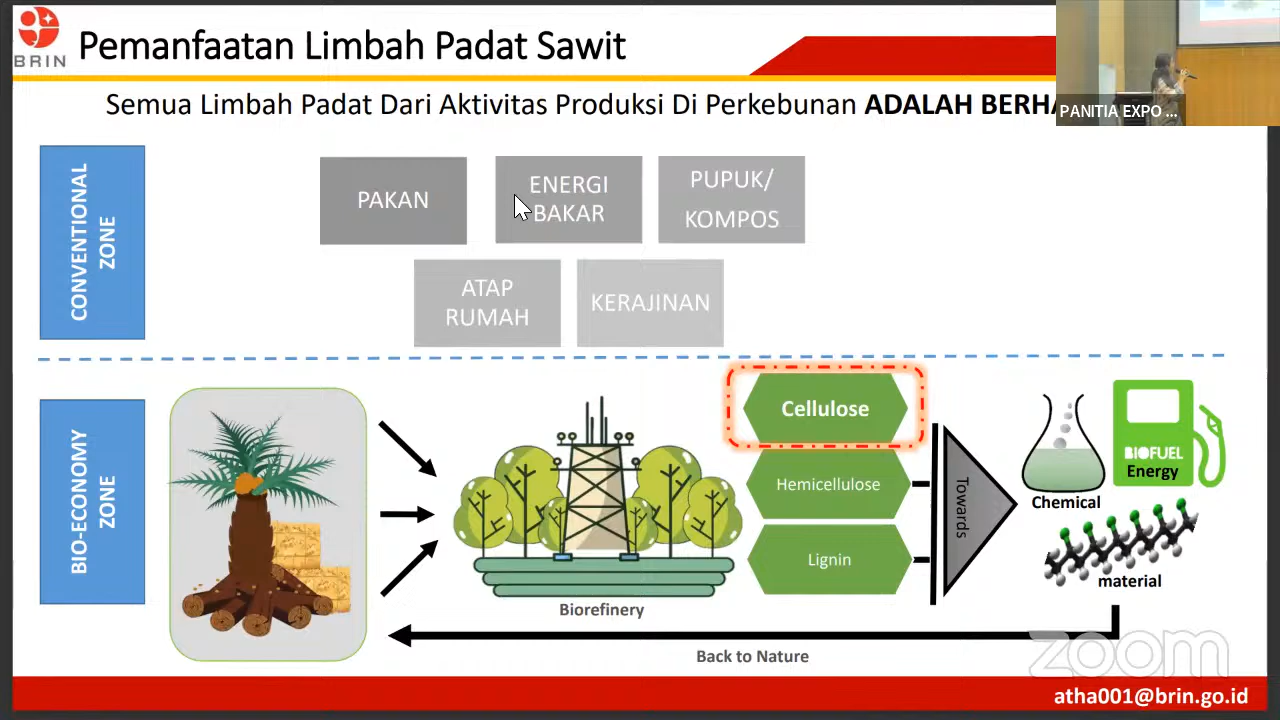 BRIN
Pemanfaatan Limbah Padat Sawit
Semua Limbah Padat Dari Aktivitas Produksi Di Perkebunan ADALAH
PANITIA EXPO ...
CONVENTIONAL
ZONE
PAKAN
ENERGI
BAKAR
PUPUK/
KOMPOS
ATAP
RUMAH
KERAJINAN
BIO-ECONOMY
ZONE
Biorefinery
Cellulose
Hemicellulose
Lignin
Towards
Chemical
BIOFUEL
Energy
material
Back to Nature
zoom
atha001@brin.go.id